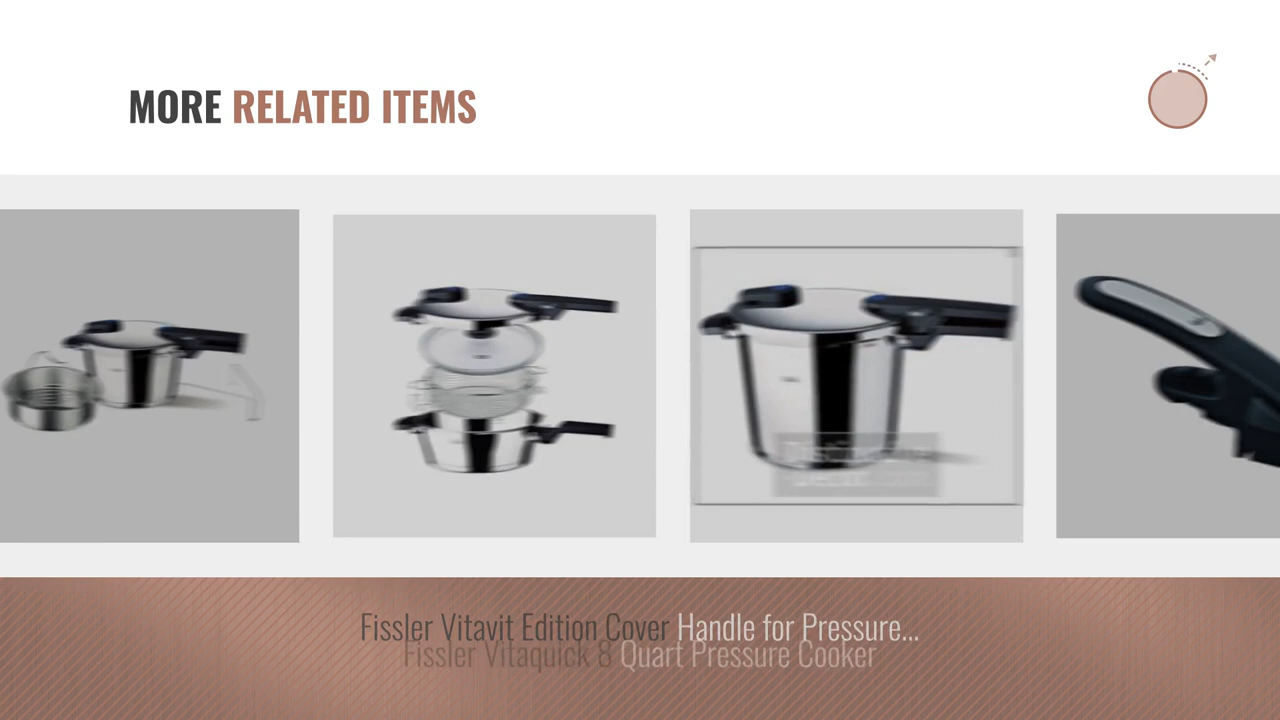 MORE RELATED ITEMS
Fissler Vitavit Edition Cover Handle for Pressure...
Fissler Vitaquick 8 Quart Pressure Cooker